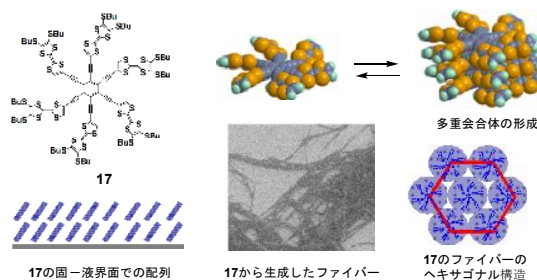 SBu
SBu
SBu
SBu
BuS
BuS
SBu
SBu
BuS
BuS
BuS
SBu
17
多重会合体の形成
17の固－液界面での配列
17から生成したファイバー
17のファイバーの
ヘキサゴナル構造